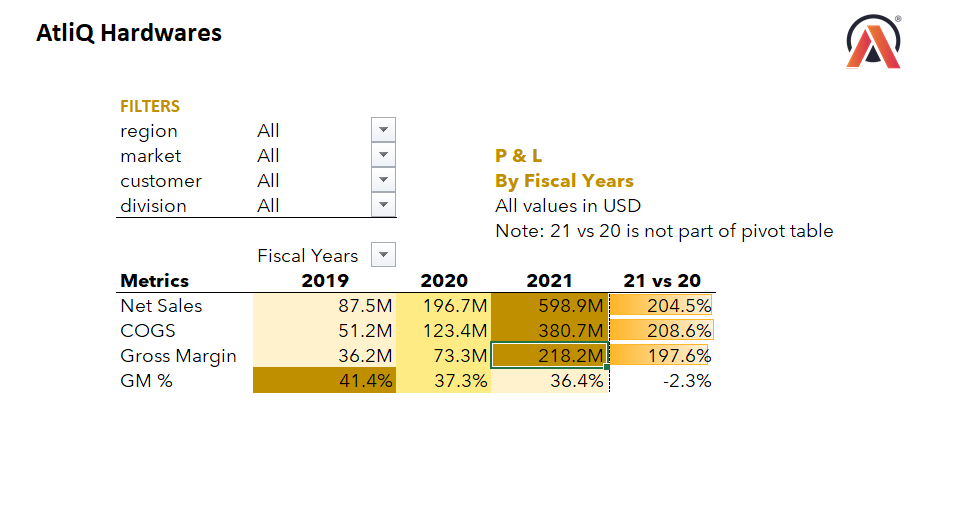 AtliQ Hardwares
®
FILTERS
region All
market All
customer All
division All
P & L
By Fiscal Years
All values in USD
Note: 21 vs 20 is not part of pivot table
Fiscal Years
Metrics 2019 2020 2021 21 vs 20
Net Sales 87.5M 196.7M 598.9M 204.5%
COGS 51.2M 123.4M 380.7M 208.6%
Gross Margin 36.2M 73.3M 218.2M 197.6%
GM % 41.4% 37.3% 36.4% -2.3%